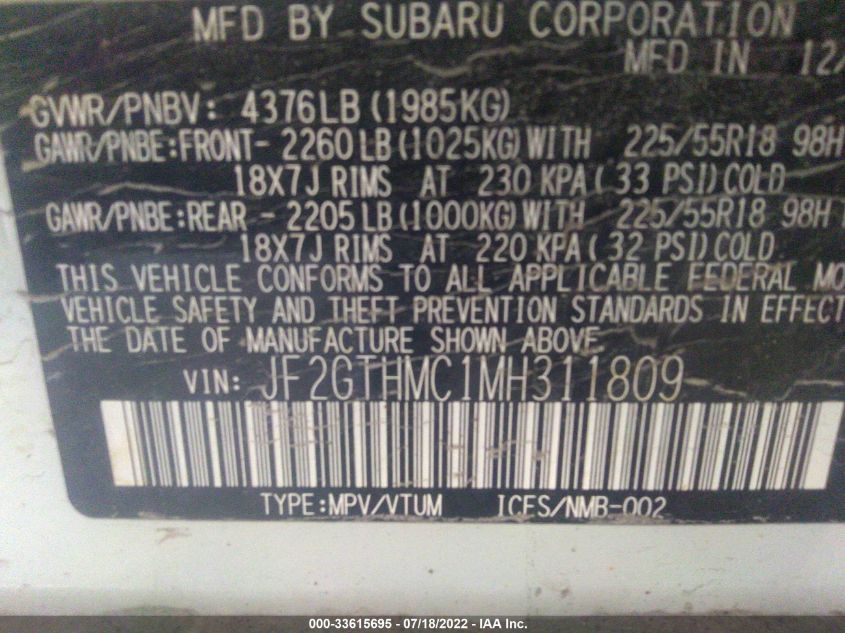 MFD BY SUBARU CORPORATION
MFD IN 12/
GVWR/PNBV: 4376LB (1985KG)
GAWR/PNBE:FRONT- 2260 LB (1025KG) WITH 225/55R18 98H
18X7J RIMS AT 230 KPA ( 33 PSI) COLD
GAWR/PNBE:REAR - 2205 LB (1000KG) WITH 225/55R18 98H
18X7J RIMS AT 220 KPA ( 32 PSI) COLD
THIS VEHICLE CONFORMS TO ALL APPLICABLE FEDERAL MO
VEHICLE SAFETY AND THEFT PREVENTION STANDARDS IN EFFECT
THE DATE OF MANUFACTURE SHOWN ABOVE
VIN: JF2GTHMC1MH311809
TYPE:MPV/VTUM ICES/NMB-002
000-33615695 - 07/18/2022 - IAA Inc.